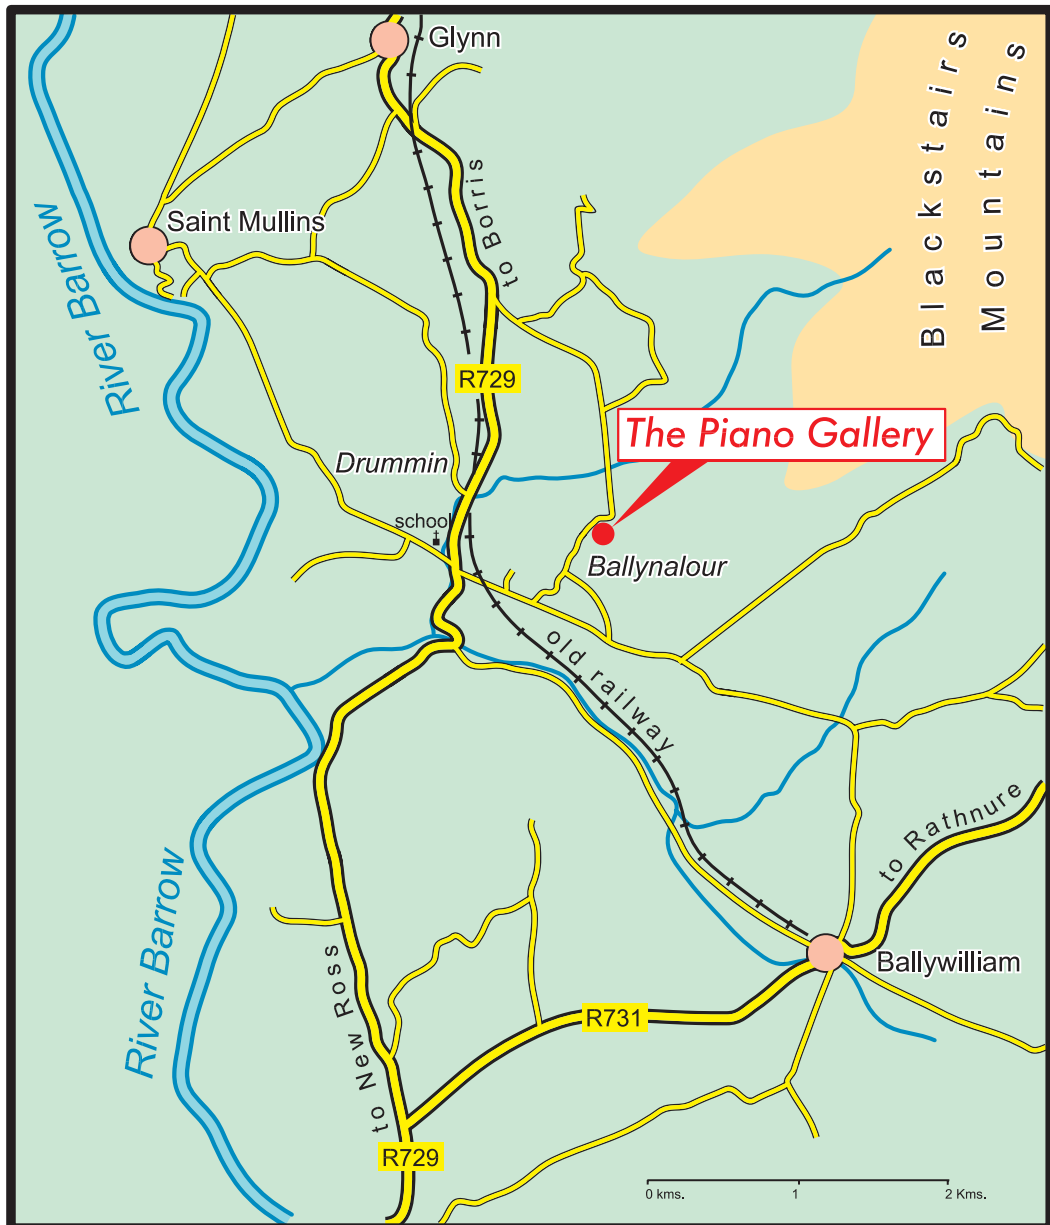 Glynn
Blackstairs
Mountains
to Borris
Saint Mullins
River Barrow
R729
The Piano Gallery
Drummin
school
Ballynalour
old railway
to Rathnure
River Barrow
to New Ross
Ballywilliam
R731
R729
0 kms.
1
2 Kms.